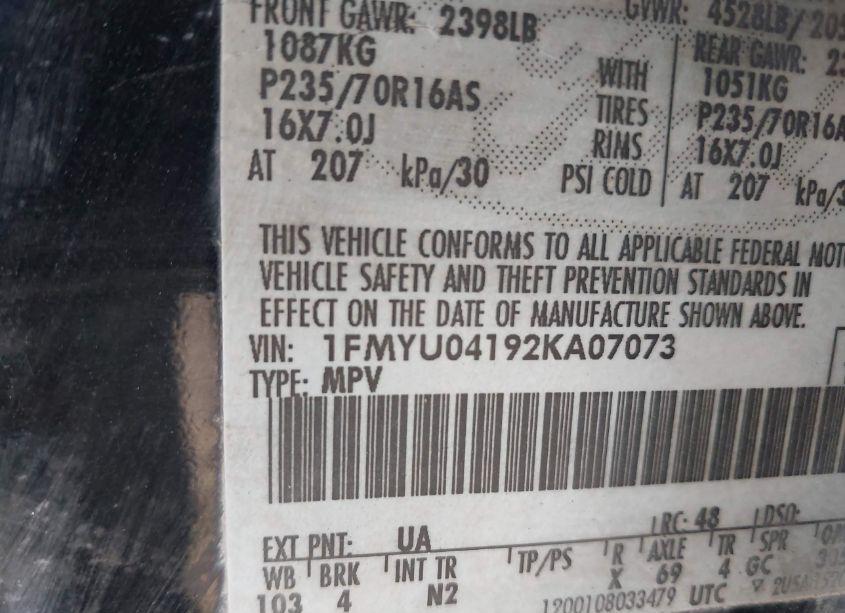 FRONT GAWR: 2398LB
1087KG
P235/70R16AS
16X7.0J
AT 207 kPa/30
WITH
TIRES
RIMS
PSI COLD
GVWR: 4528LB/
REAR GAWR:
1051KG
P235/70R16A
16X7.0J
AT 207 kPa/3
THIS VEHICLE CONFORMS TO ALL APPLICABLE FEDERAL MOT
VEHICLE SAFETY AND THEFT PREVENTION STANDARDS IN
EFFECT ON THE DATE OF MANUFACTURE SHOWN ABOVE.
VIN: 1FMYU04192KA07073
TYPE: MPV
EXT PNT: UA RC: 48 DSO:
WB BRK INT TR TP/PS R AXLE TR SPR
103 4 N2 X 69 4 GC
1200108033479 UTC